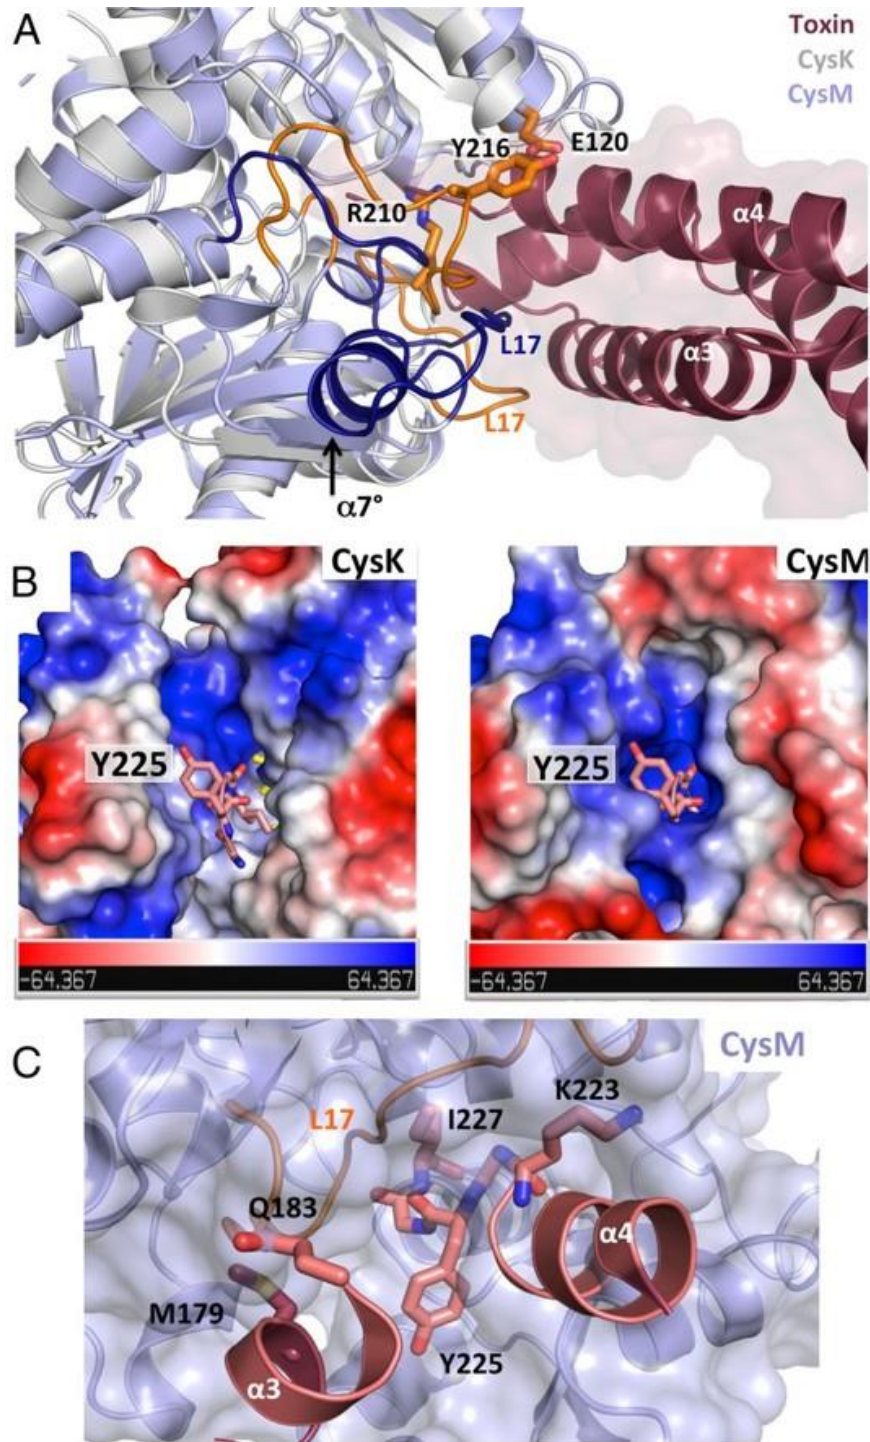 A
Toxin
CysK
CysM
Y216
E120
R210
α4
L17
α3
L17
α7°
B
CysK
CysM
Y225
Y225
-64.367
64.367
-64.367
64.367
C
CysM
K223
L17
I227
Q183
α4
M179
Y225
α3